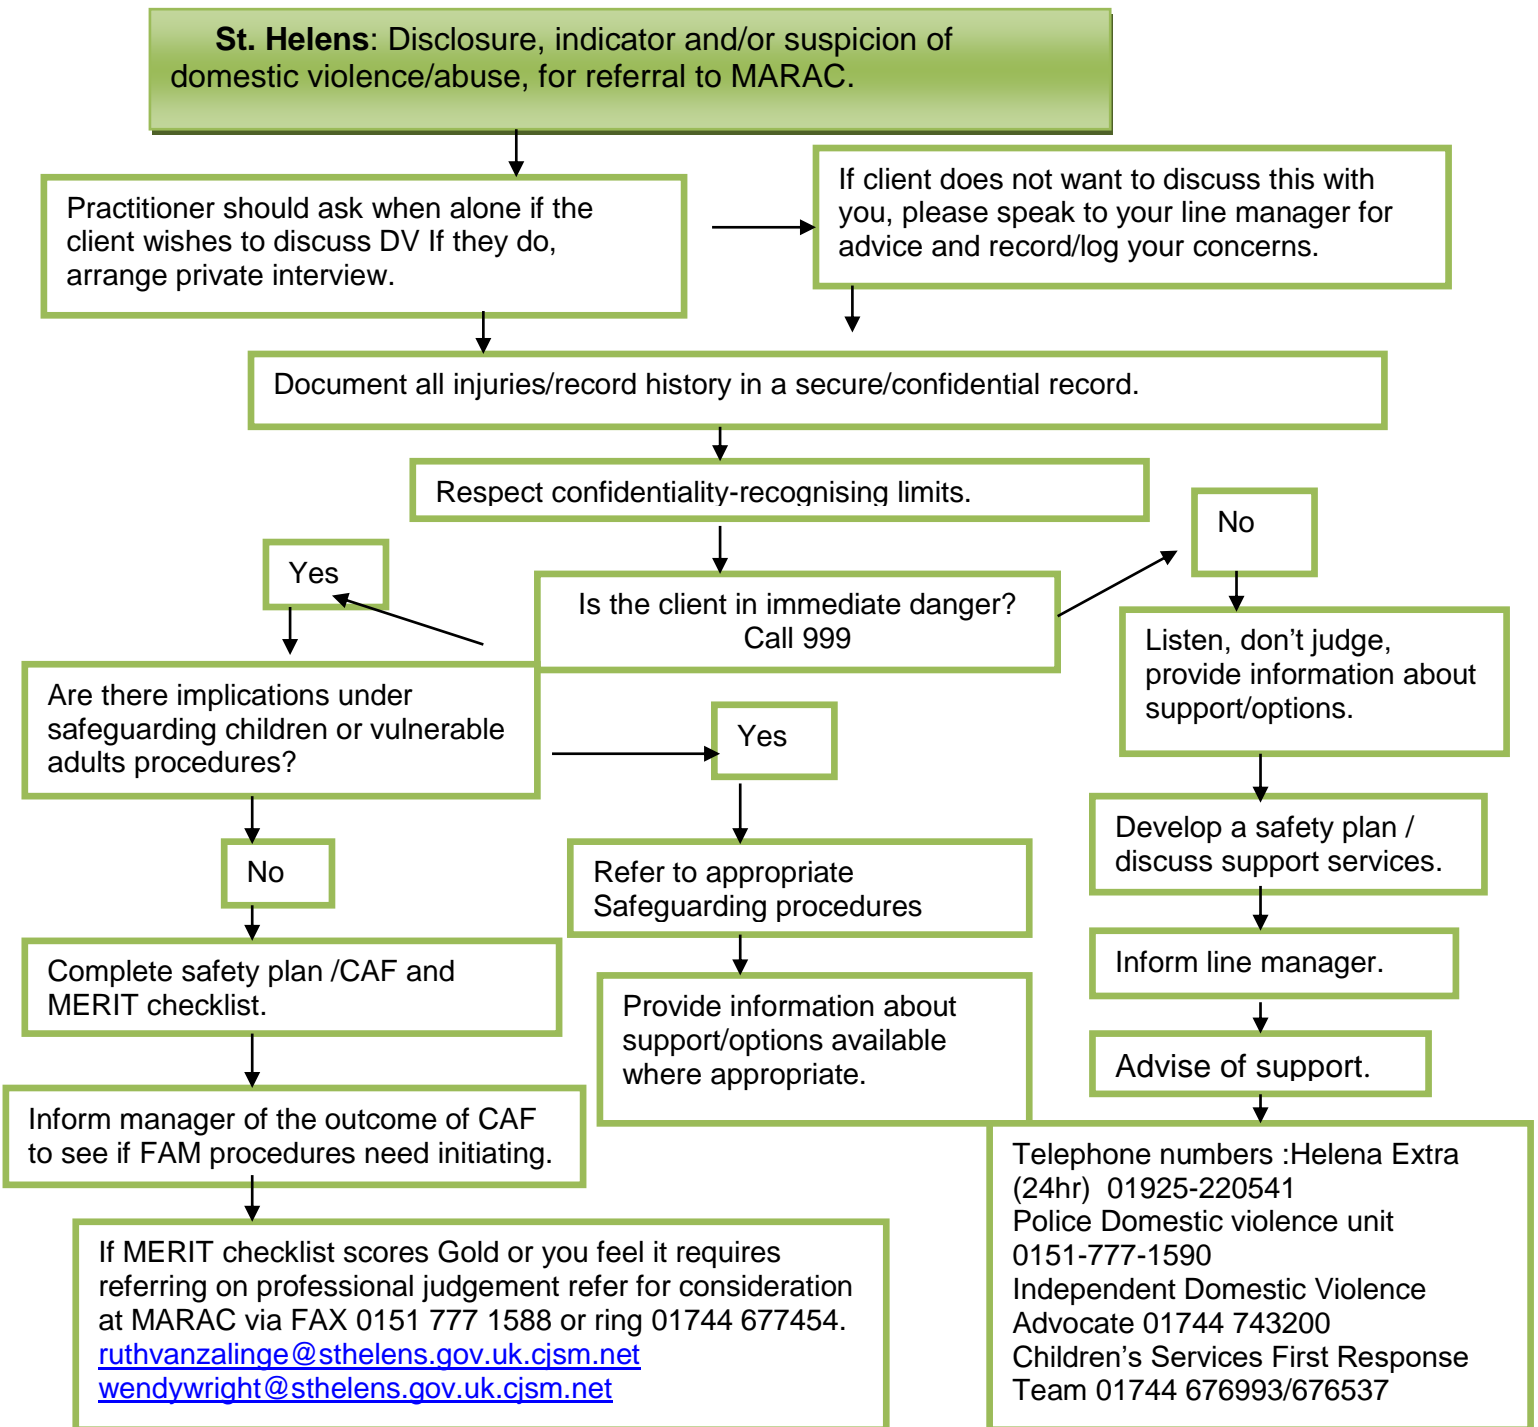 St. Helens: Disclosure, indicator and/or suspicion of
domestic violence/abuse, for referral to MARAC.
Practitioner should ask when alone if the
client wishes to discuss DV If they do,
arrange private interview.
If client does not want to discuss this with
you, please speak to your line manager for
advice and record/log your concerns.
Document all injuries/record history in a secure/confidential record.
Respect confidentiality-recognising limits.
Is the client in immediate danger?
Call 999
Yes
Are there implications under
safeguarding children or vulnerable
adults procedures?
No
Complete safety plan /CAF and
MERIT checklist.
Inform manager of the outcome of CAF
to see if FAM procedures need initiating.
If MERIT checklist scores Gold or you feel it requires
referring on professional judgement refer for consideration
at MARAC via FAX 0151 777 1588 or ring 01744 677454.
ruthvanzalinge@sthelens.gov.uk.cjsm.net
wendywright@sthelens.gov.uk.cjsm.net
Yes
Refer to appropriate
Safeguarding procedures
Provide information about
support/options available
where appropriate.
No
Listen, don’t judge,
provide information about
support/options.
Develop a safety plan /
discuss support services.
Inform line manager.
Advise of support.
Telephone numbers :Helena Extra
(24hr) 01925-220541
Police Domestic violence unit
0151-777-1590
Independent Domestic Violence
Advocate 01744 743200
Children’s Services First Response
Team 01744 676993/676537